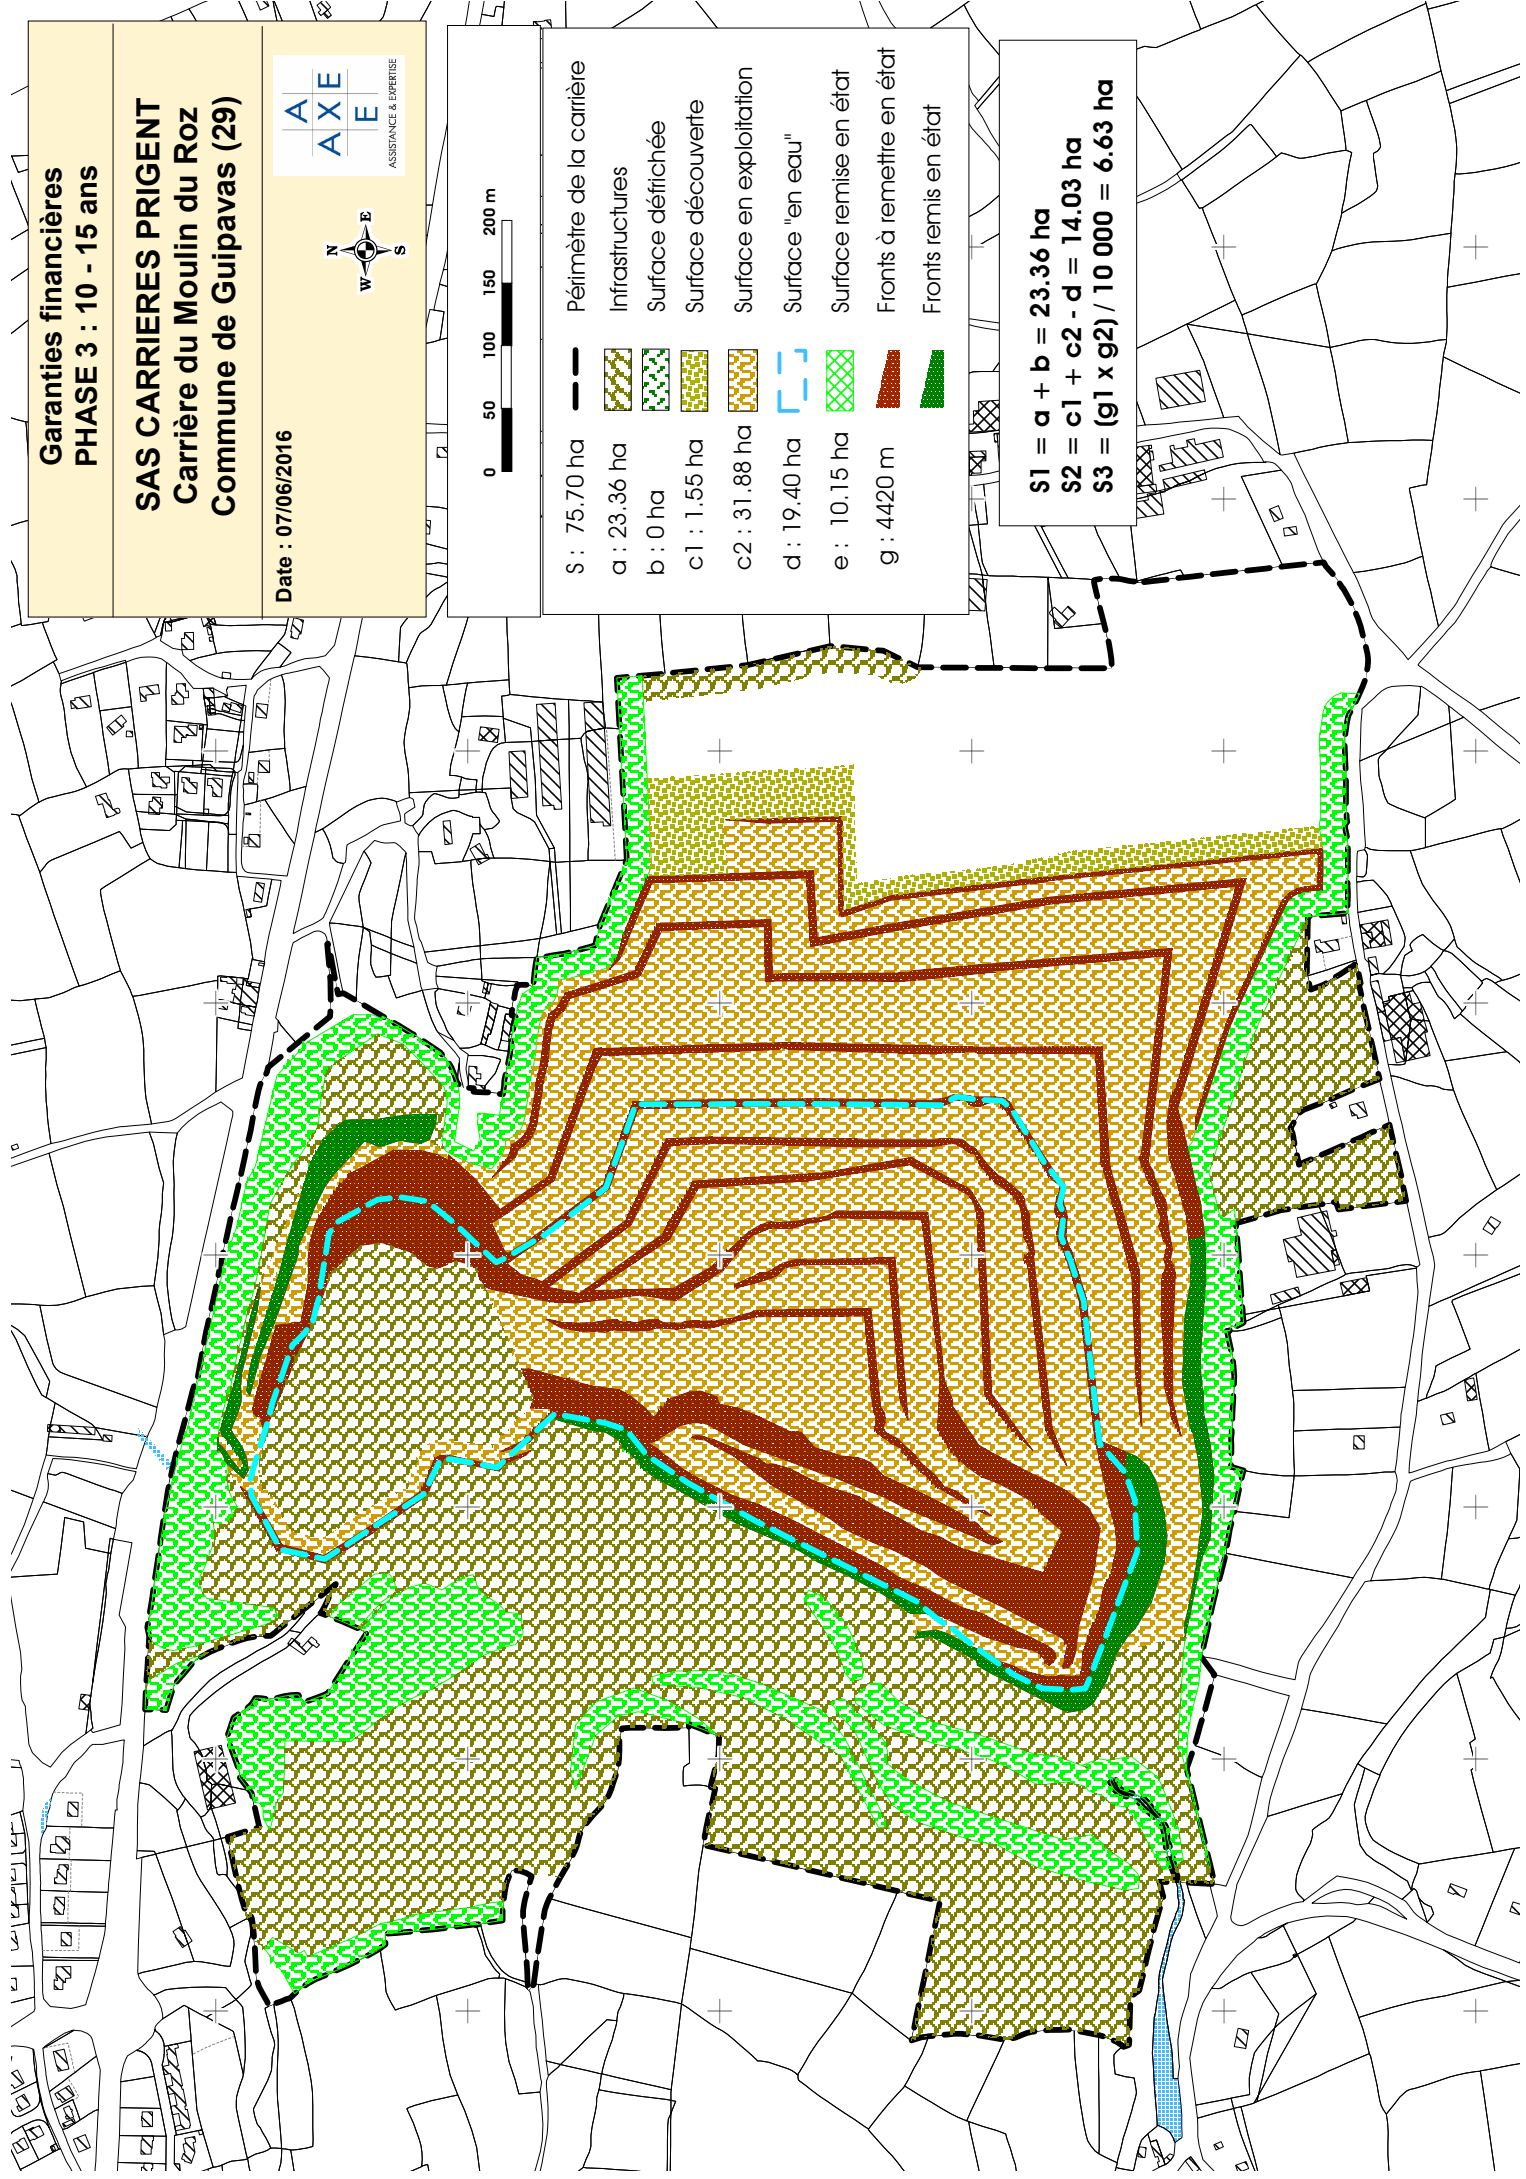 Garanties financières
PHASE 3 : 10 - 15 ans
SAS CARRIERES PRIGENT
Carrière du Moulin du Roz
Commune de Guipavas (29)
Date : 07/06/2016
N
W E
S
A
AXE
E
ASSISTANCE & EXPERTISE
0 50 100 150 200 m
S : 75.70 ha Périmètre de la carrière
a : 23.36 ha Infrastructures
b : 0 ha Surface défrichée
c1 : 1.55 ha Surface découverte
c2 : 31.88 ha Surface en exploitation
d : 19.40 ha Surface "en eau"
e : 10.15 ha Surface remise en état
g : 4420 m Fronts à remettre en état
Fronts remis en état
S1 = a + b = 23.36 ha
S2 = c1 + c2 - d = 14.03 ha
S3 = (g1 x g2) / 10 000 = 6.63 ha